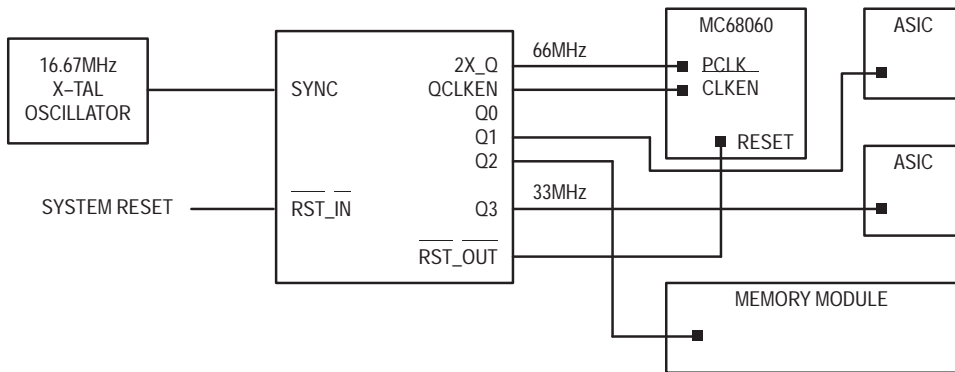 16.67MHz
X–TAL
OSCILLATOR
SYSTEM RESET
SYNC
RST_IN
2X_Q
QCLKEN
Q0
Q1
Q2
Q3
RST_OUT
66MHz
33MHz
MC68060
PCLK
CLKEN
RESET
ASIC
ASIC
MEMORY MODULE